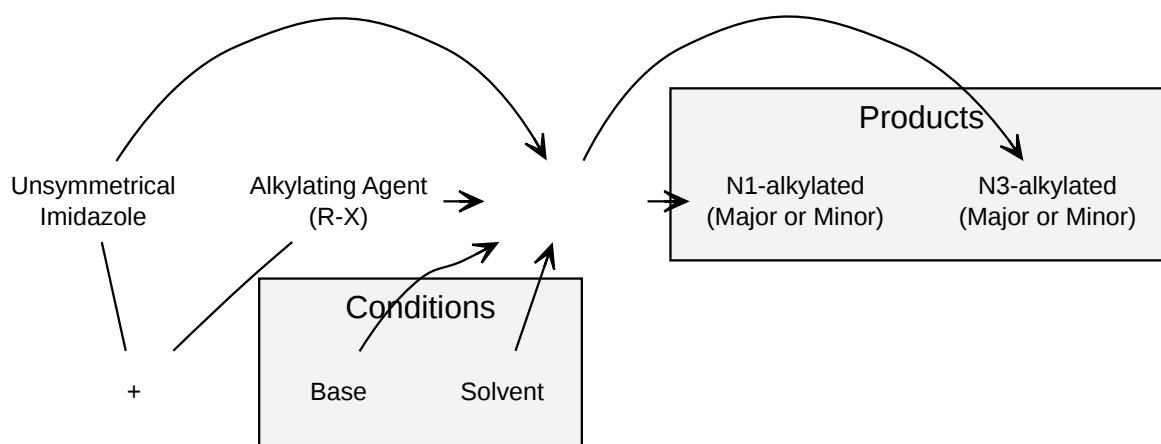 Products
Unsymmetrical
Imidazole
Alkylating Agent
(R-X)
N1-alkylated
(Major or Minor)
N3-alkylated
(Major or Minor)
Conditions
+
Base
Solvent